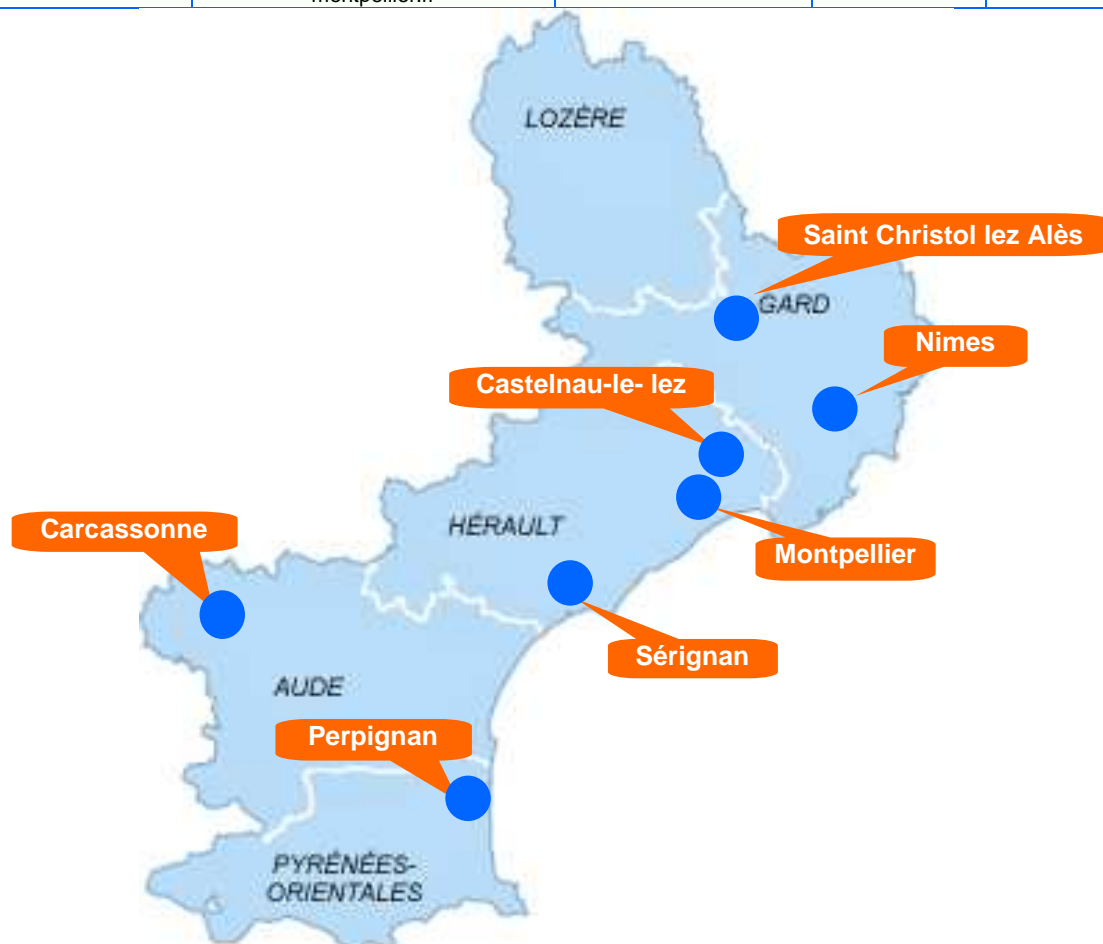 LOZÈRE
Saint Christol lez Alès
GARD
Nimes
Castelnau-le- lez
Carcassonne
HÉRAULT
Montpellier
Sérignan
AUDE
Perpignan
PYRÉNÉES-
ORIENTALES